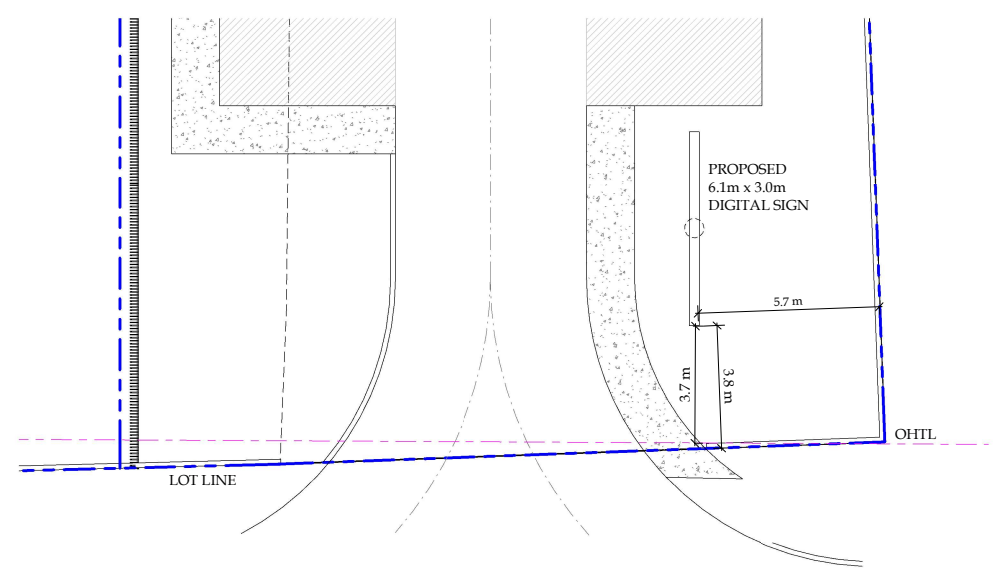 PROPOSED
6.1m x 3.0m
DIGITAL SIGN
5.7 m
3.7 m
3.8 m
OHTL
LOT LINE